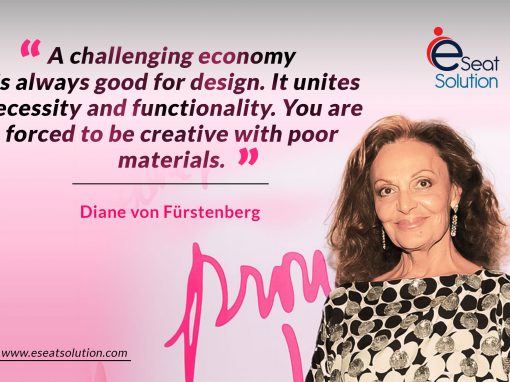 “ A challenging economy
s always good for design. It unites
ecessity and functionality. You are
forced to be creative with poor
materials. ”
Diane von Fürstenberg
eSeat
Solution
prou
www.eseatsolution.com